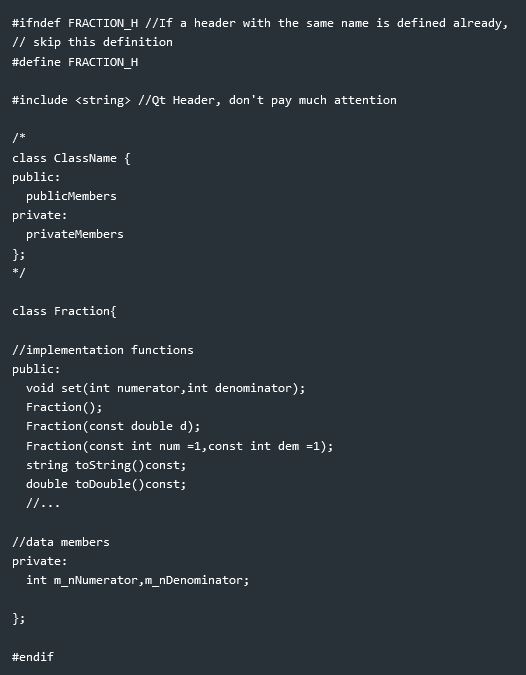 #ifndef FRACTION_H //If a header with the same name is defined already,
// skip this definition
#define FRACTION_H
#include <string> //Qt Header, don't pay much attention
/*
class ClassName {
public:
publicMembers
private:
privateMembers
};
*/
class Fraction{
//implementation functions
public:
void set(int numerator,int denominator);
Fraction();
Fraction(const double d);
Fraction(const int num =1,const int dem =1);
string toString()const;
double toDouble()const;
//...
//data members
private:
int m_nNumerator,m_nDenominator;
};
#endif